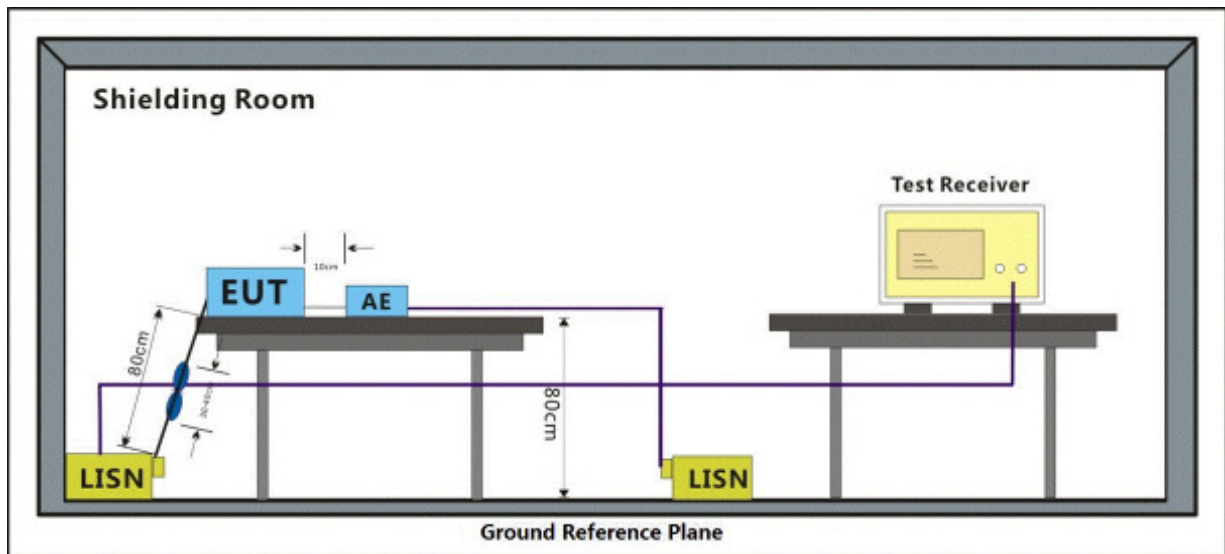 Shielding Room
Test Receiver
10cm
EUT
AE
80cm
80cm
LISN
LISN
Ground Reference Plane